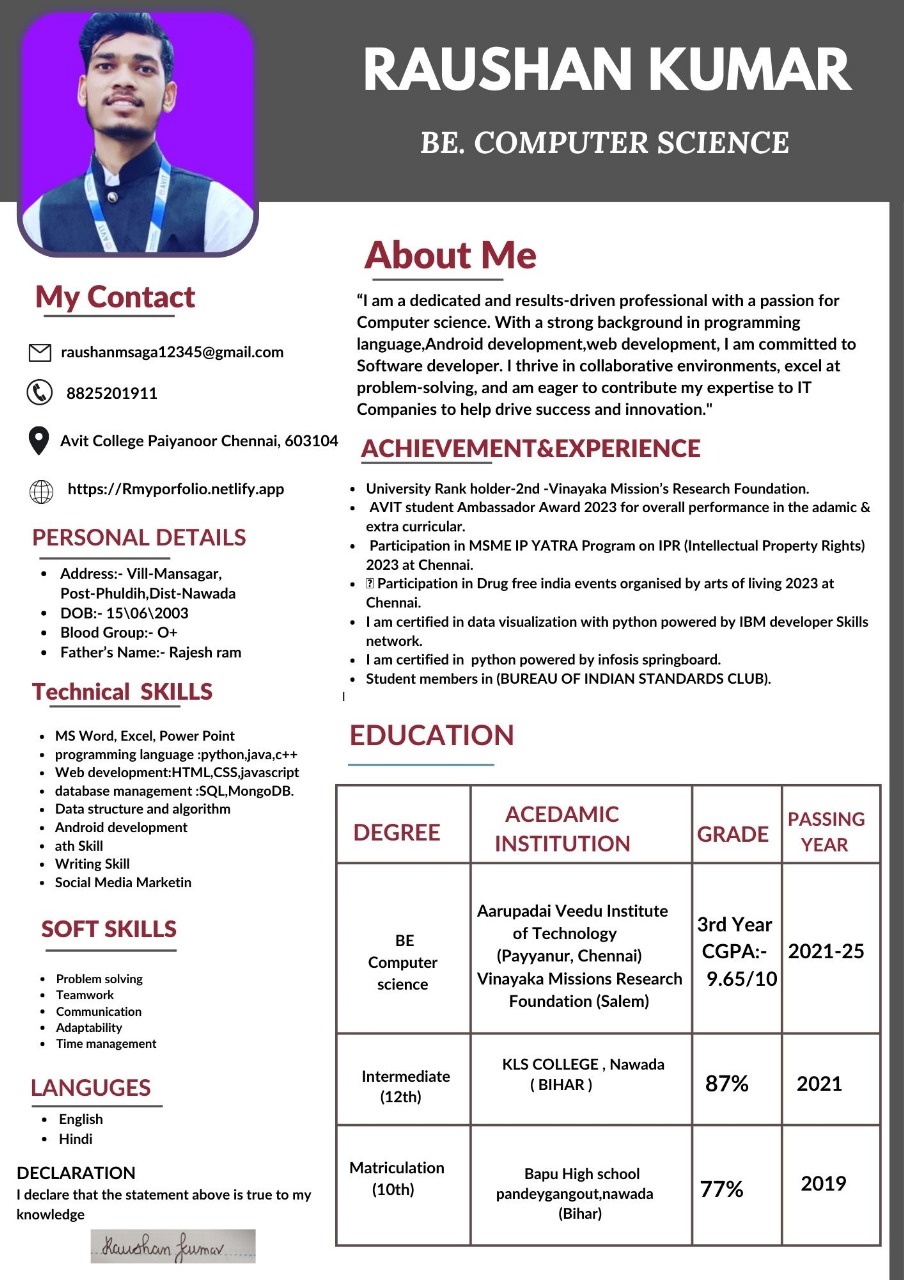 RAUSHAN KUMAR
BE. COMPUTER SCIENCE
My Contact
raushanmsaga12345@gmail.com
8825201911
Avit College Paiyanoor Chennai, 603104
https://Rmyporfolio.netlify.app
PERSONAL DETAILS
Address:- Vill-Mansagar,
Post-Phuldih,Dist-Nawada
DOB:- 15\06\2003
Blood Group:- O+
Father's Name:- Rajesh ram
Technical SKILLS
MS Word, Excel, Power Point
programming language :python,java,c++
Web development:HTML,CSS,javascript
database management :SQL,MongoDB.
Data structure and algorithm
Android development
ath Skill
Writing Skill
Social Media Marketin
SOFT SKILLS
Problem solving
Teamwork
Communication
Adaptability
Time management
LANGUGES
English
Hindi
DECLARATION
I declare that the statement above is true to my
knowledge
Raushan kumar
About Me
“I am a dedicated and results-driven professional with a passion for
Computer science. With a strong background in programming
language,Android development,web development, I am committed to
Software developer. I thrive in collaborative environments, excel at
problem-solving, and am eager to contribute my expertise to IT
Companies to help drive success and innovation."
ACHIEVEMENT&EXPERIENCE
University Rank holder-2nd -Vinayaka Mission’s Research Foundation.
AVIT student Ambassador Award 2023 for overall performance in the adamic &
extra curricular.
Participation in MSME IP YATRA Program on IPR (Intellectual Property Rights)
2023 at Chennai.
Participation in Drug free india events organised by arts of living 2023 at
Chennai.
I am certified in data visualization with python powered by IBM developer Skills
network.
I am certified in python powered by infosis springboard.
Student members in (BUREAU OF INDIAN STANDARDS CLUB).
l
EDUCATION
DEGREE
ACEDAMIC
INSTITUTION
GRADE
PASSING
YEAR
BE
Computer
science
Aarupadai Veedu Institute
of Technology
(Payyanur, Chennai)
Vinayaka Missions Research
Foundation (Salem)
3rd Year
CGPA:-
9.65/10
2021-25
Intermediate
(12th)
KLS COLLEGE , Nawada
( BIHAR )
87%
2021
Matriculation
(10th)
Bapu High school
pandeygangout,nawada
(Bihar)
77%
2019